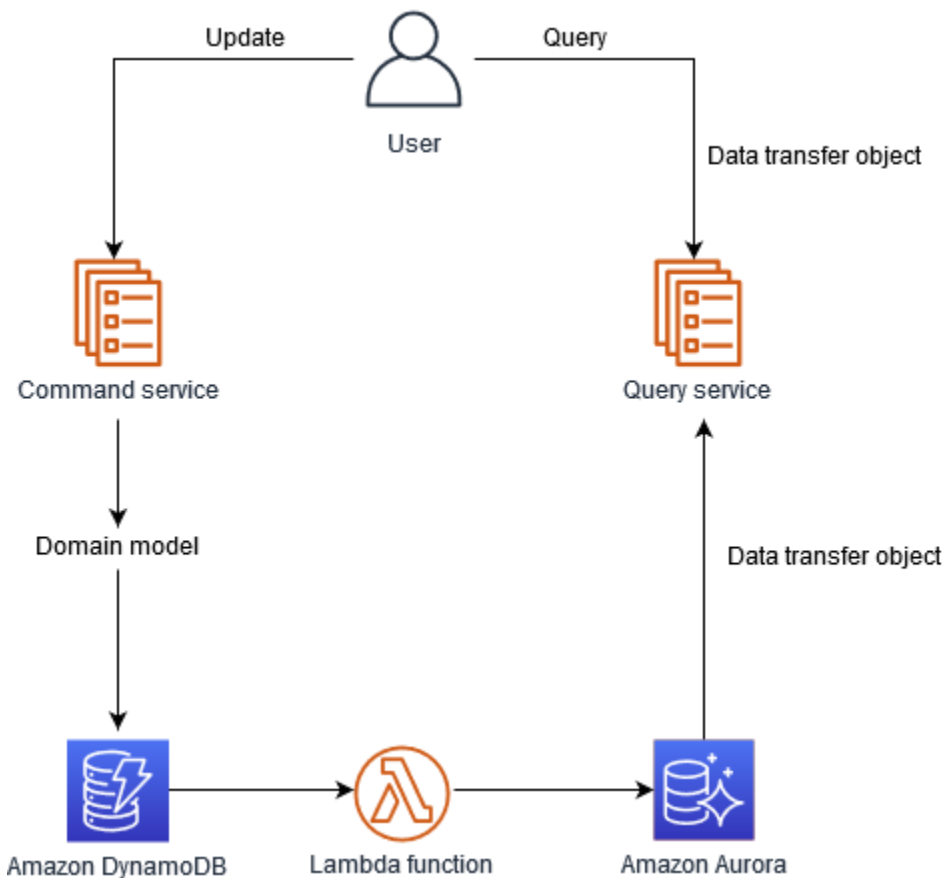 Update
Query
User
Data transfer object
Command service
Query service
Domain model
Data transfer object
Amazon DynamoDB
Lambda function
Amazon Aurora